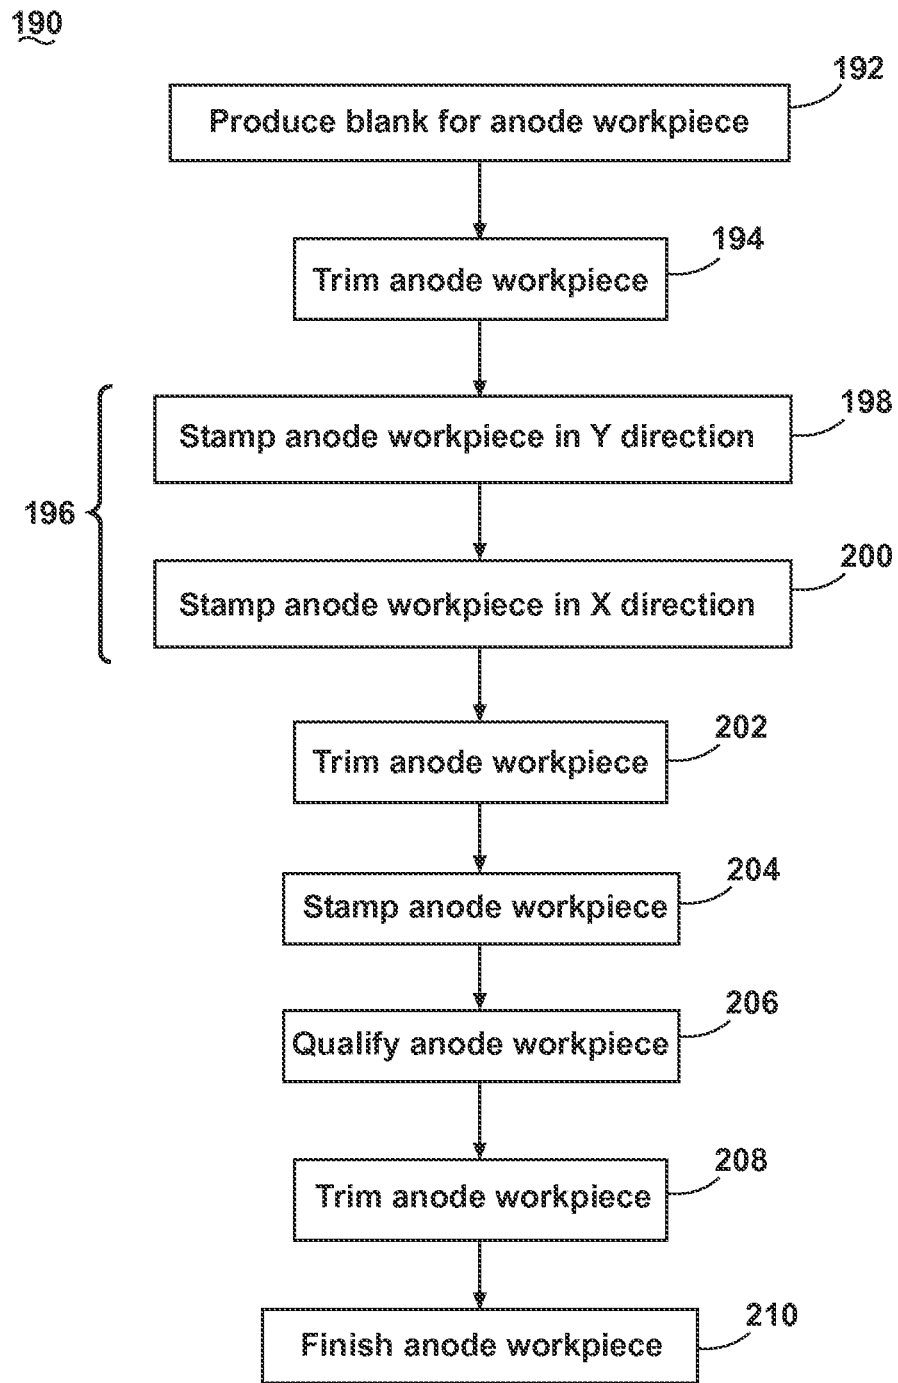 190
192
Produce blank for anode workpiece
194
Trim anode workpiece
198
Stamp anode workpiece in Y direction
196
200
Stamp anode workpiece in X direction
202
Trim anode workpiece
204
Stamp anode workpiece
206
Qualify anode workpiece
208
Trim anode workpiece
210
Finish anode workpiece